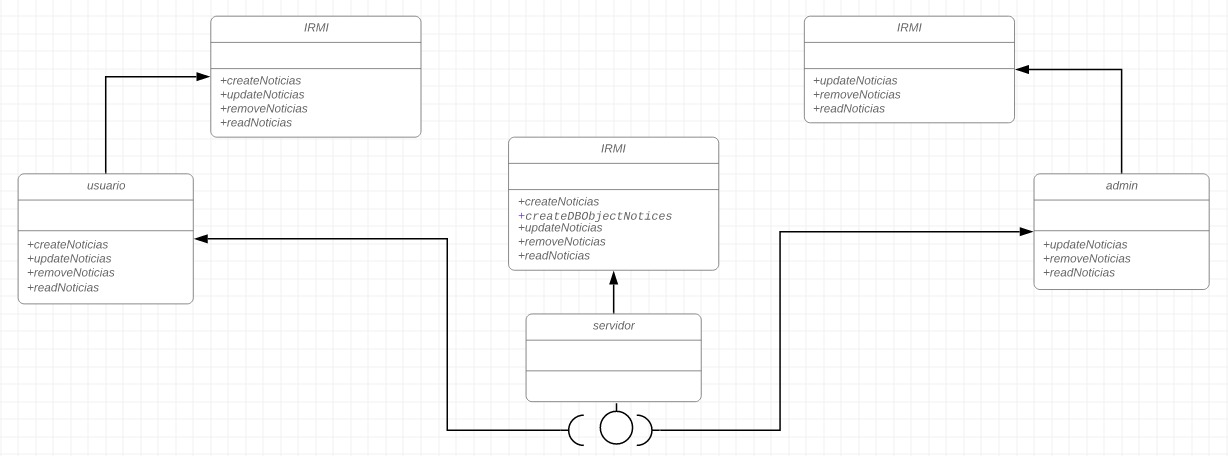 IRMI
+createNoticias
+updateNoticias
+removeNoticias
+readNoticias
IRMI
+updateNoticias
+removeNoticias
+readNoticias
IRMI
+createNoticias
+createDBObjectNotices
+updateNoticias
+removeNoticias
+readNoticias
usuario
+createNoticias
+updateNoticias
+removeNoticias
+readNoticias
admin
+updateNoticias
+removeNoticias
+readNoticias
servidor